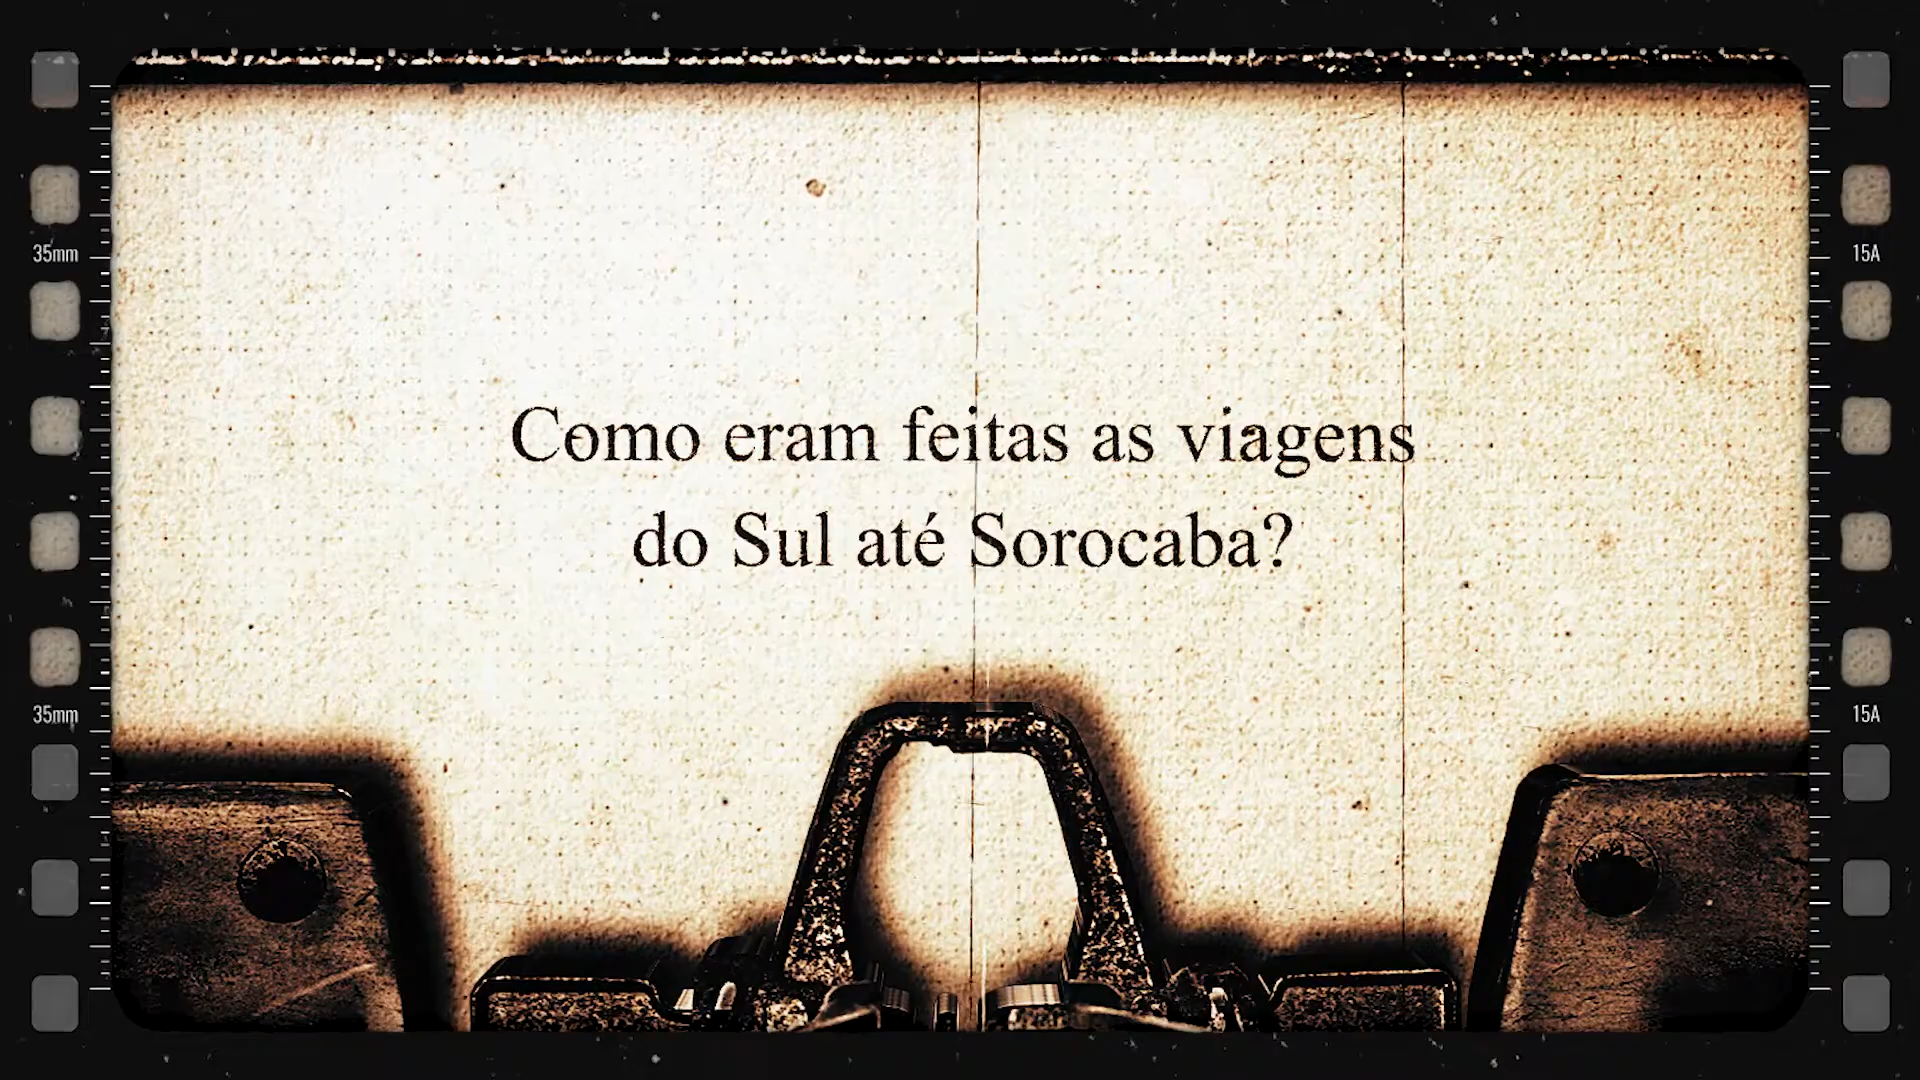 35mm
15A
Como eram feitas as viagens
do Sul até Sorocaba?
35mm
15A